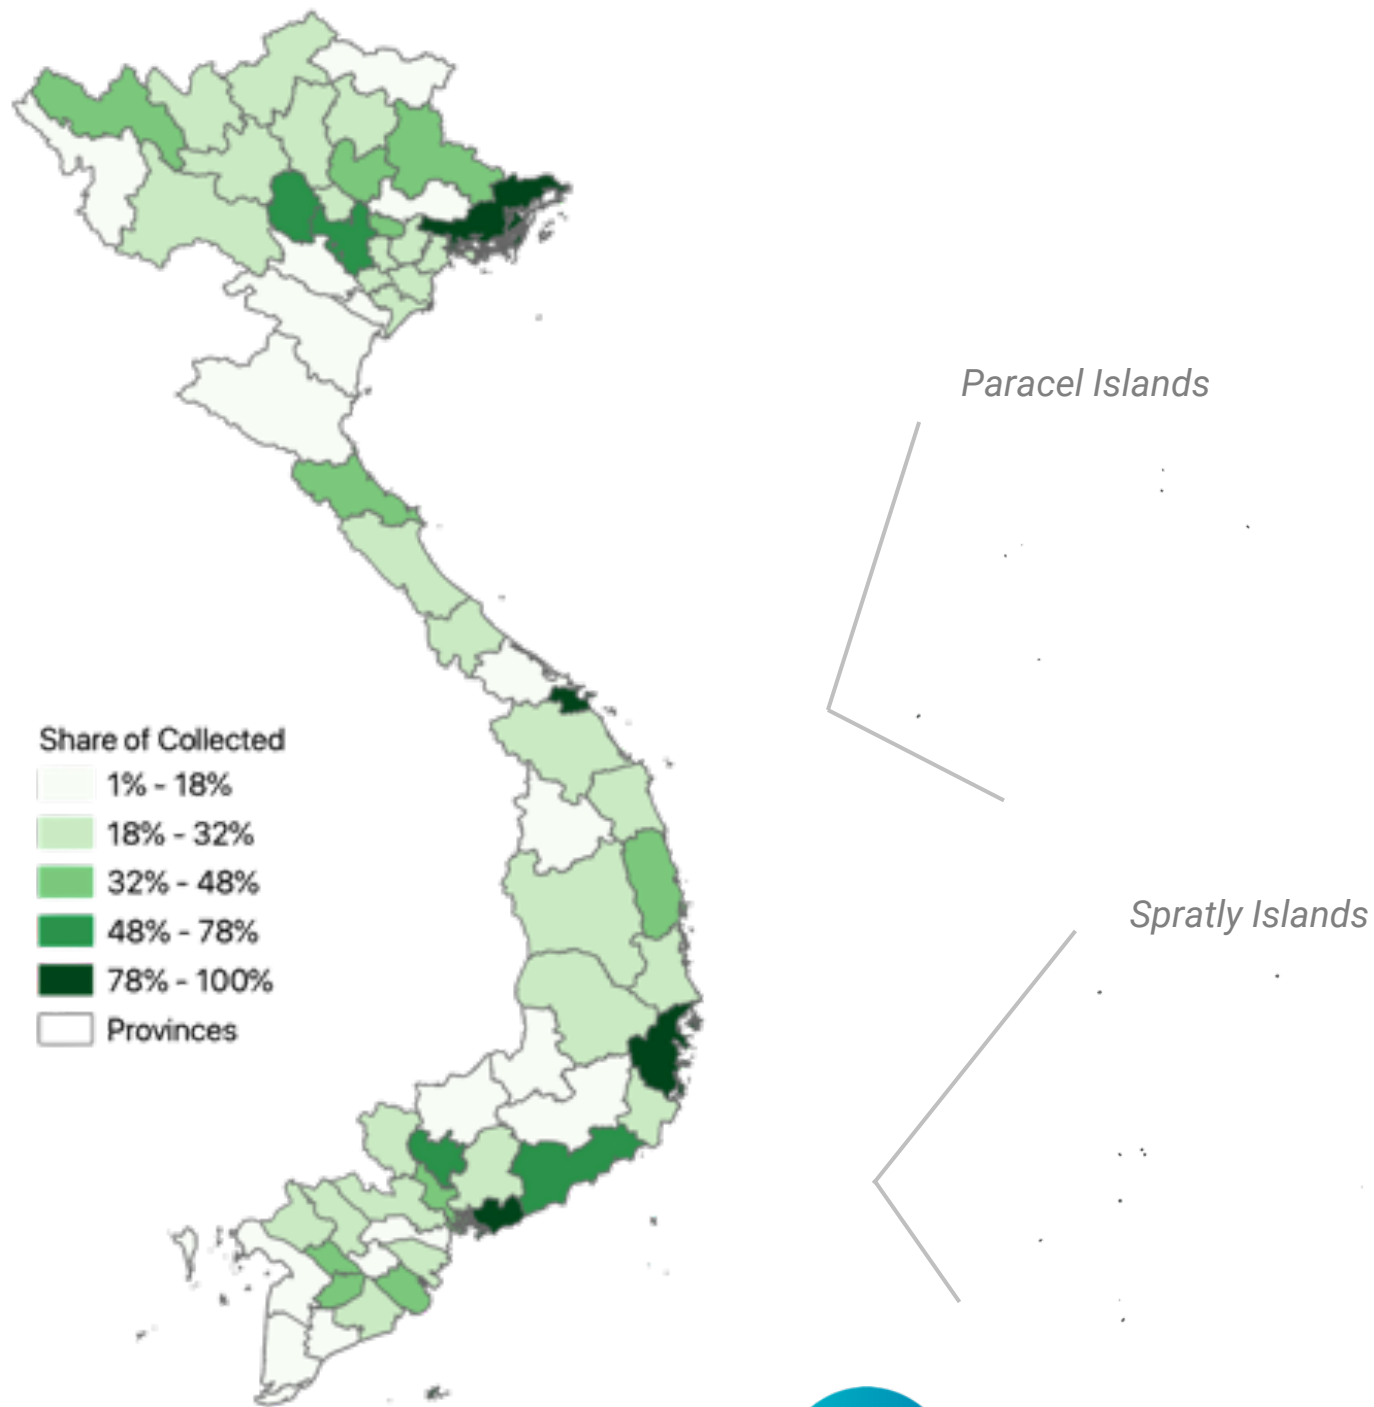 Paracel Islands
Share of Collected
1% - 18%
18% - 32%
32% - 48%
48% - 78%
78% - 100%
Provinces
Spratly Islands